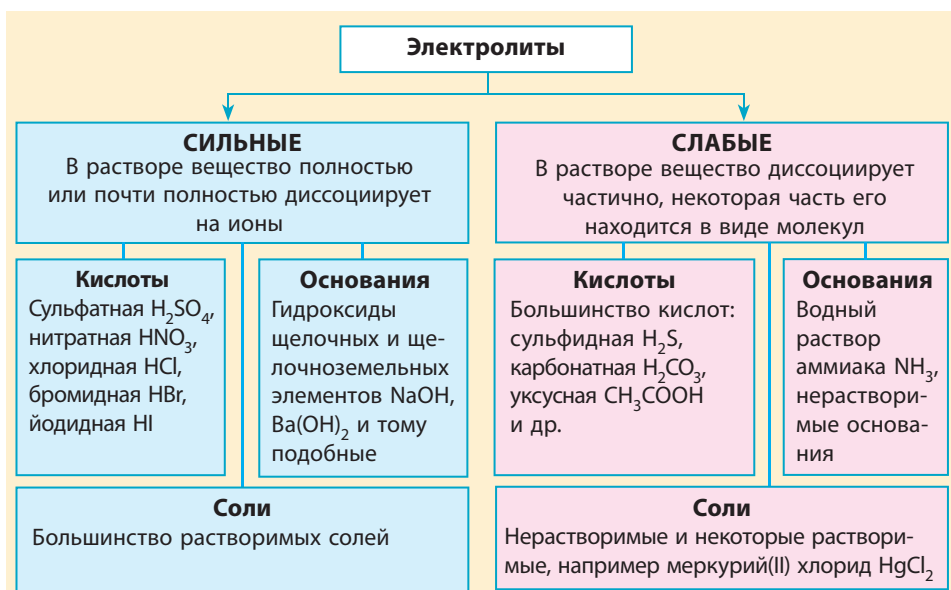 Электролиты
СИЛЬНЫЕ
В растворе вещество полностью
или почти полностью диссоциирует
на ионы
СЛАБЫЕ
В растворе вещество диссоциирует
частично, некоторая часть его
находится в виде молекул
Кислоты
Сульфатная H₂SO₄,
нитратная HNO₃,
хлоридная HCl,
бромидная HBr,
йодидная HI
Основания
Гидроксиды
щелочных и ще-
лочноземельных
элементов NaOH,
Ba(OH)₂ и тому
подобные
Кислоты
Большинство кислот:
сульфидная H₂S,
карбонатная H₂CO₃,
уксусная CH₃COOH
и др.
Основания
Водный
раствор
аммиака NH₃,
нераствори-
мые основа-
ния
Соли
Большинство растворимых солей
Соли
Нерастворимые и некоторые раствори-
мые, например меркурий(II) хлорид HgCl₂